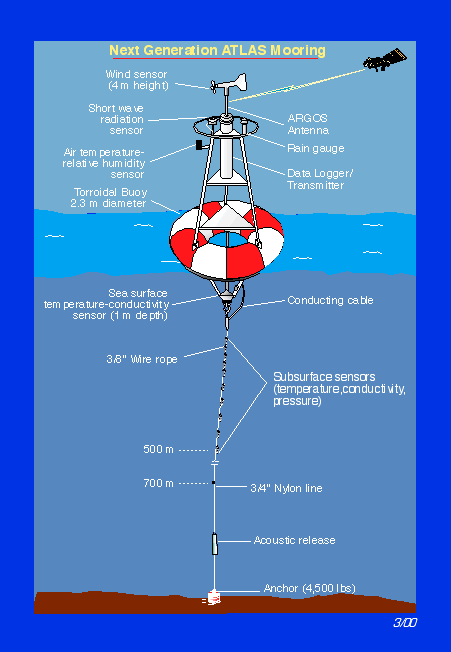 Next Generation ATLAS Mooring
Wind sensor
(4 m height)
Short wave
radiation
sensor
ARGOS
Antenna
Rain gauge
Air temperature-
relative humidity
sensor
Data Logger/
Transmitter
Torroidal Buoy
2.3 m diameter
Sea surface
temperature-conductivity
sensor (1 m depth)
Conducting cable
3/8" Wire rope
Subsurface sensors
(temperature,conductivity,
pressure)
500 m
700 m
3/4" Nylon line
Acoustic release
Anchor (4,500 lbs)
3/00